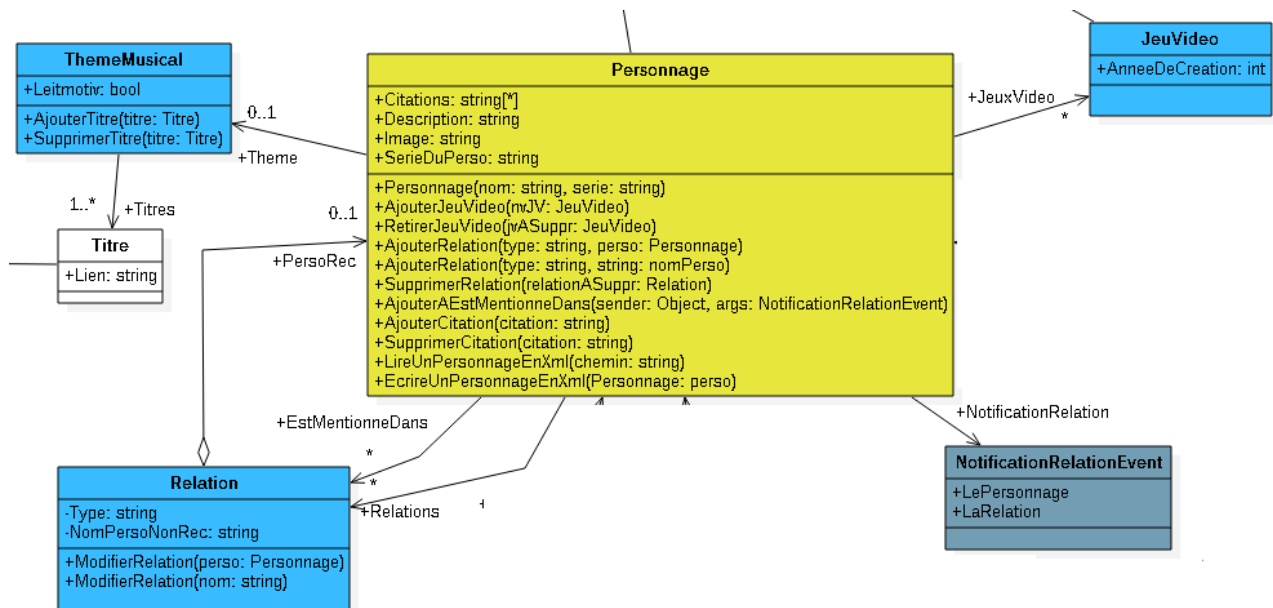 ThemeMusical
+Leitmotiv: bool
+AjouterTitre(titre: Titre)
+SupprimerTitre(titre: Titre)
0..1
+Theme
1..*
+Titres
Titre
+Lien: string
Personnage
+Citations: string[*]
+Description: string
+Image: string
+SerieDuPerso: string
+Personnage(nom: string, serie: string)
+AjouterJeuVideo(nvJV: JeuVideo)
+RetirerJeuVideo(jvASuppr: JeuVideo)
+AjouterRelation(type: string, perso: Personnage)
+AjouterRelation(type: string, string: nomPerso)
+SupprimerRelation(relationASuppr: Relation)
+AjouterAEstMentionneDans(sender: Object, args: NotificationRelationEvent)
+AjouterCitation(citation: string)
+SupprimerCitation(citation: string)
+LireUnPersonnageEnXml(chemin: string)
+EcrireUnPersonnageEnXml(Personnage: perso)
JeuVideo
+AnneeDeCreation: int
+JeuxVideo
*
0..1
+PersoRec
+EstMentionneDans
*
*
+Relations
+NotificationRelation
NotificationRelationEvent
+LePersonnage
+LaRelation
Relation
-Type: string
-NomPersoNonRec: string
+ModifierRelation(perso: Personnage)
+ModifierRelation(nom: string)